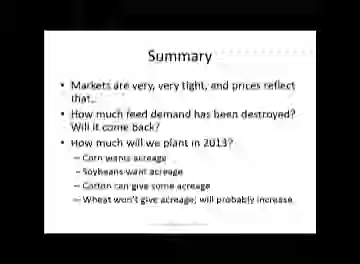 Summary
• Markets are very, very tight, and prices reflect
that.
• How much feed demand has been destroyed?
Will it come back?
• How much will we plant in 2013?
– Corn wants acreage
– Soybeans want acreage
– Cotton can give some acreage
– Wheat won't give acreage, will probably increase